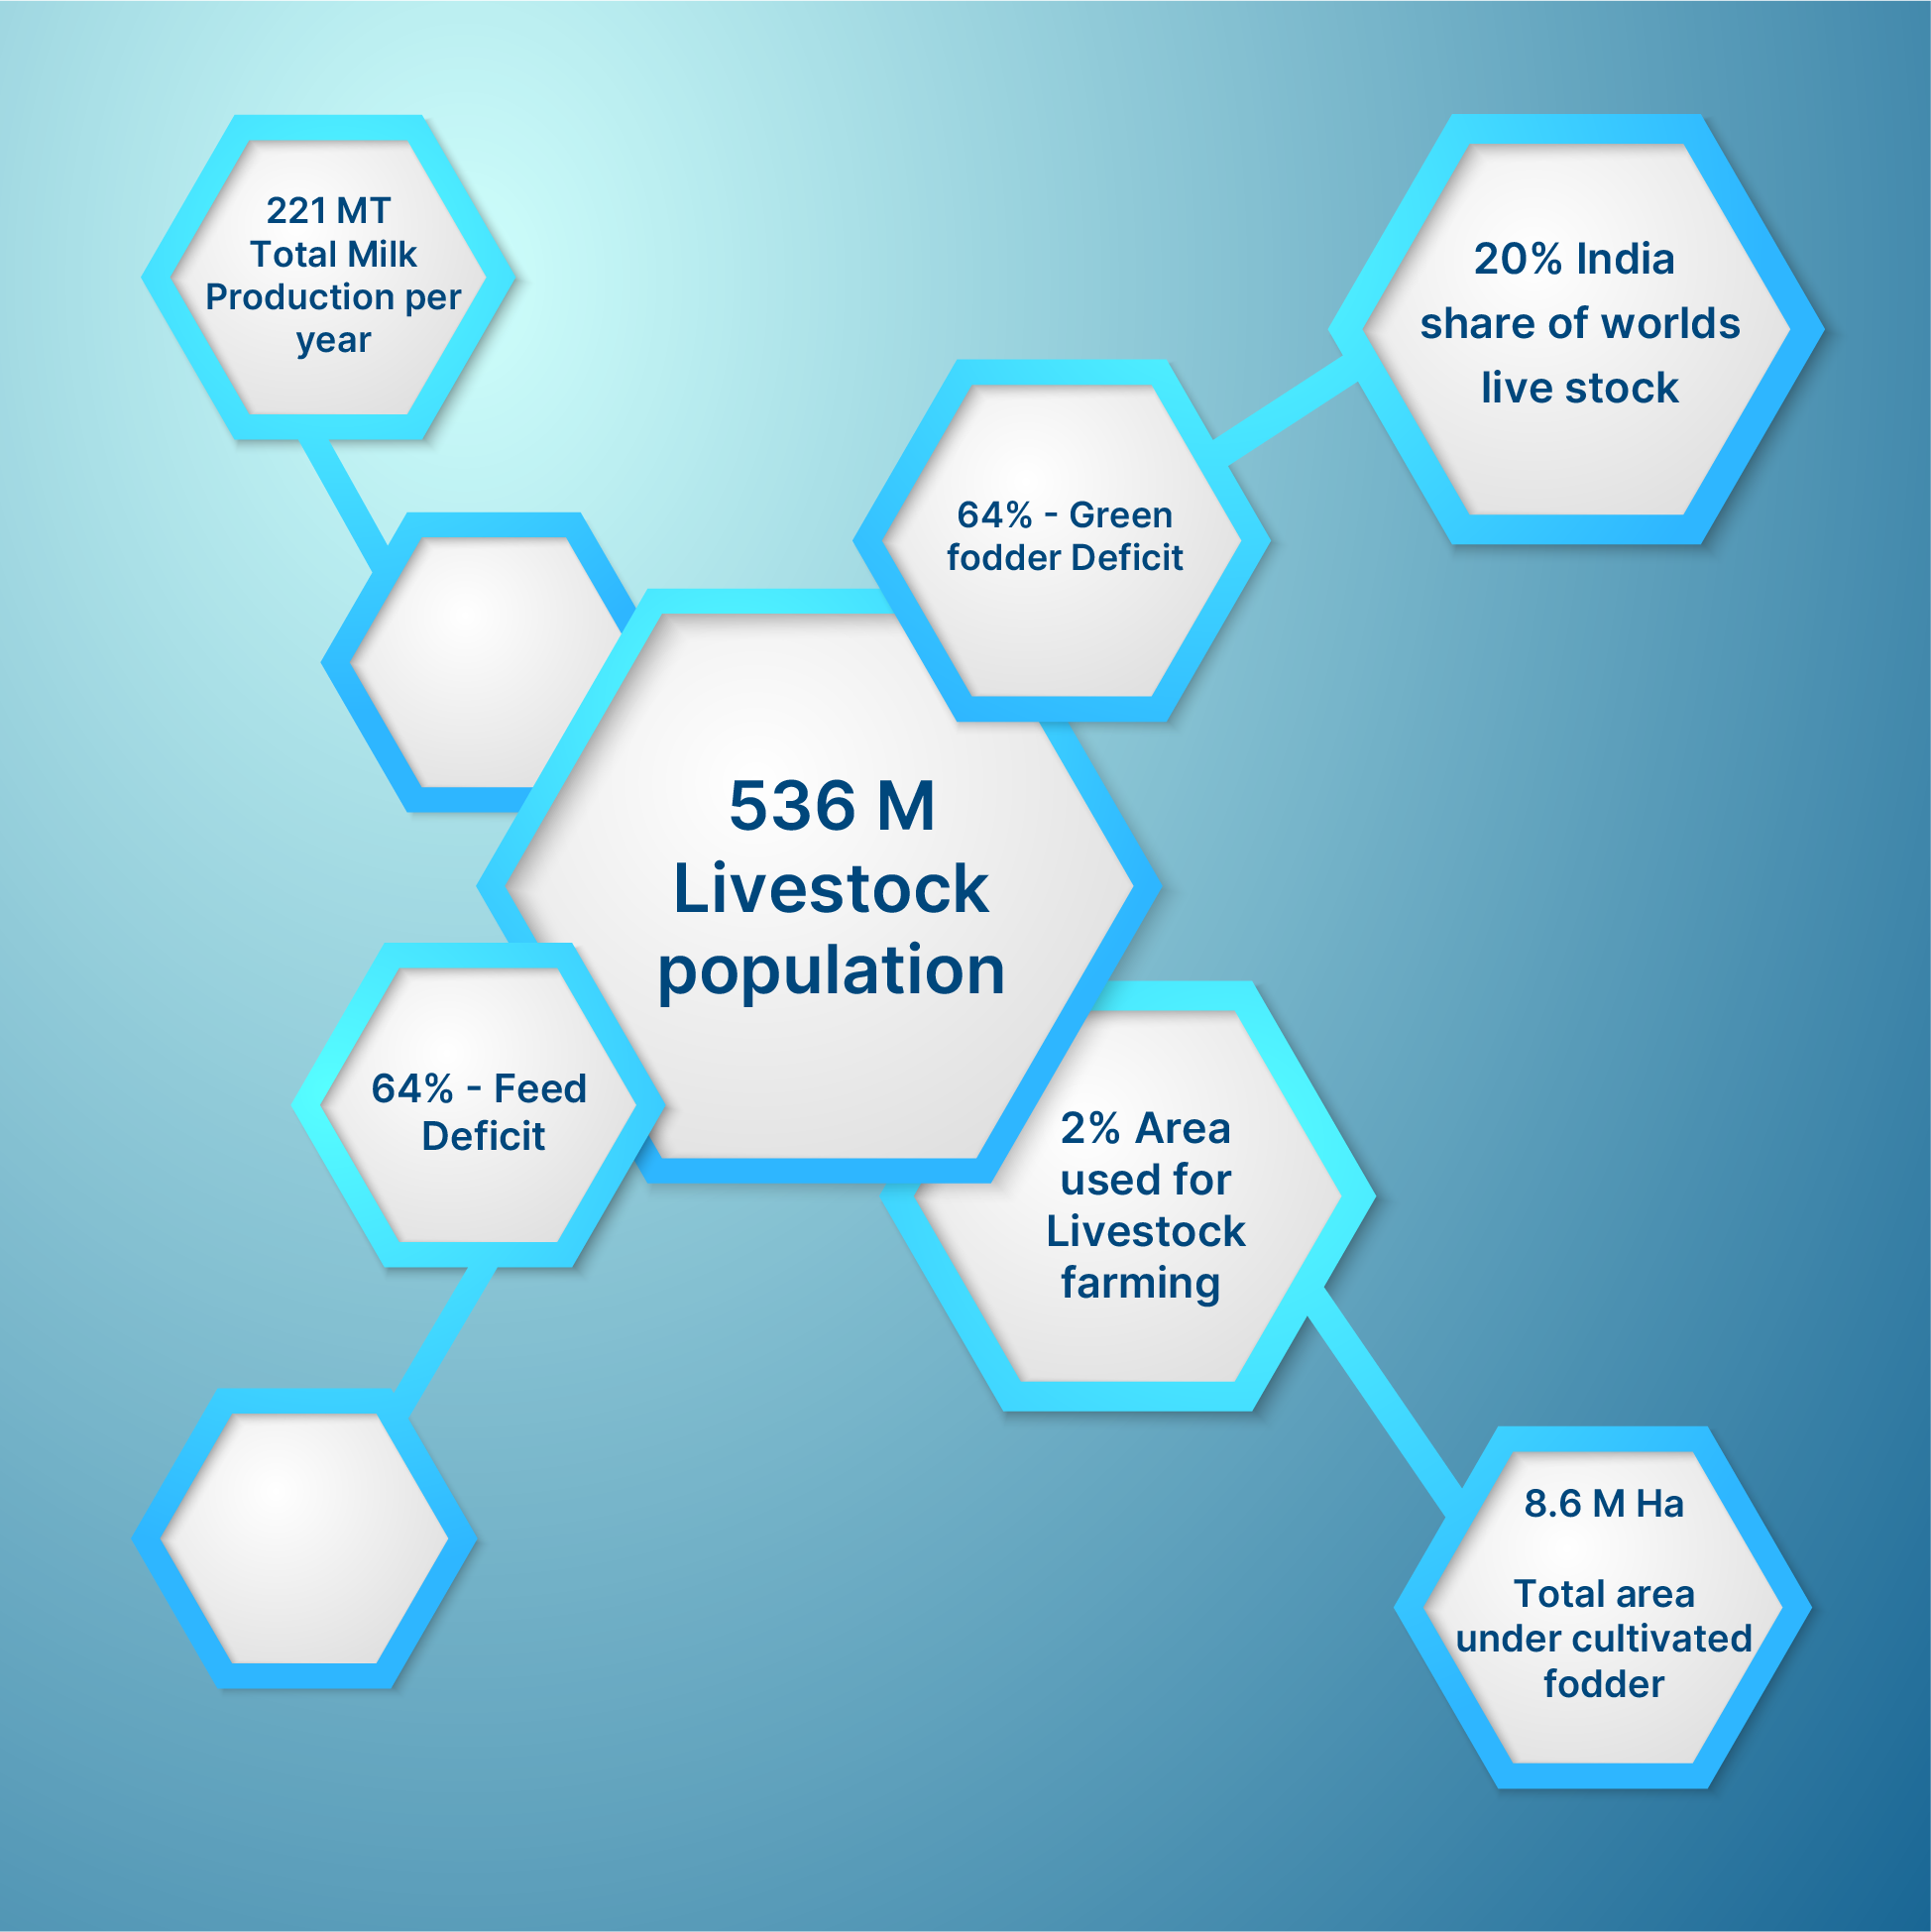 221 MT
Total Milk
Production per
year
20% India
share of worlds
live stock
64% - Green
fodder Deficit
536 M
Livestock
population
64% - Feed
Deficit
2% Area
used for
Livestock
farming
8.6 M Ha
Total area
under cultivated
fodder